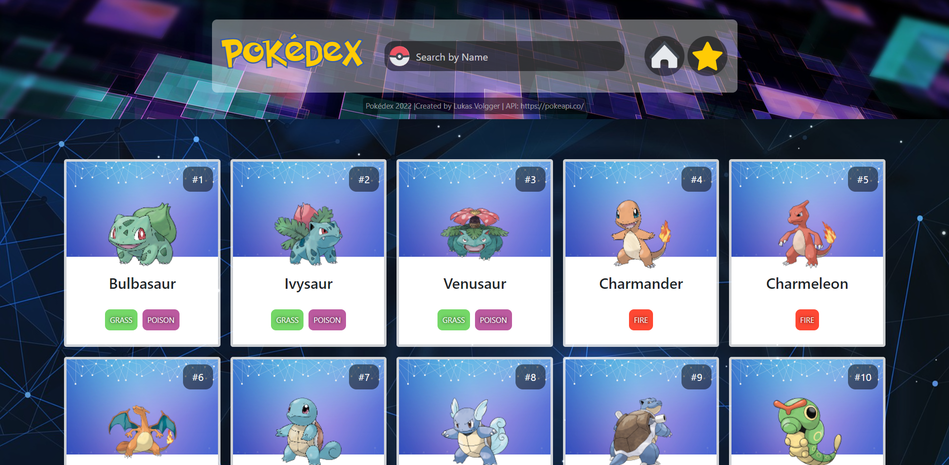 POKéDEX
Search by Name
Pokédex 2022 |Created by Lukas Volgger | API: https://pokeapi.co/
#1
#2
#3
#4
#5
Bulbasaur
Ivysaur
Venusaur
Charmander
Charmeleon
GRASS POISON
GRASS POISON
GRASS POISON
FIRE
FIRE
#6
#7
#8
#9
#10